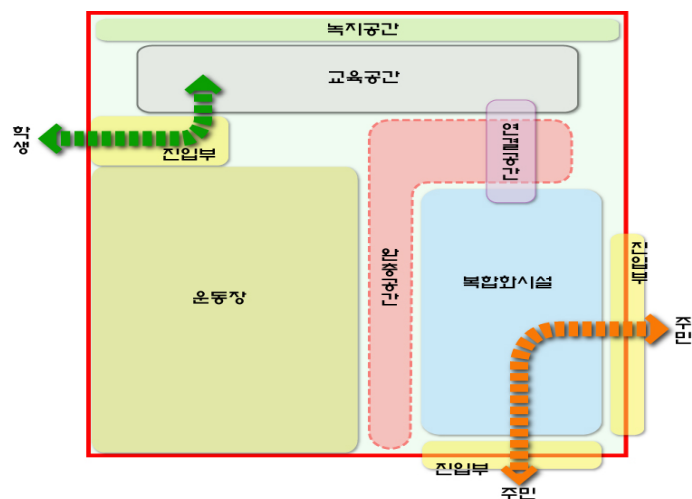 녹지공간
교육공간
학생
진입부
연결공간
완충공간
운동장
복합화시설
진입부
주민
진입부
주민